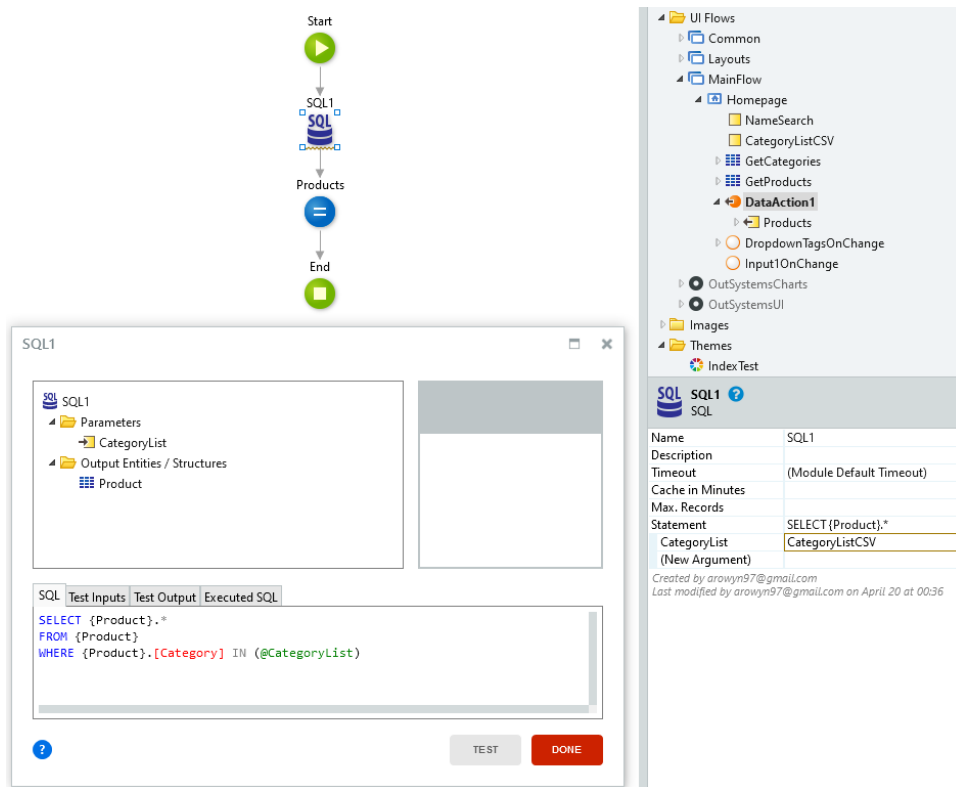 Start
SQL1
SQL
Products
End
SQL1
SQL1
Parameters
CategoryList
Output Entities / Structures
Product
SQL Test Inputs Test Output Executed SQL
SELECT {Product}.*
FROM {Product}
WHERE {Product}.[Category] IN (@CategoryList)
?
TEST
DONE
UI Flows
Common
Layouts
MainFlow
Homepage
NameSearch
CategoryListCSV
GetCategories
GetProducts
DataAction1
Products
DropdownTagsOnChange
Input1OnChange
OutSystemsCharts
OutSystemsUI
Images
Themes
IndexTest
SQL SQL1 ?
SQL
Name SQL1
Description
Timeout (Module Default Timeout)
Cache in Minutes
Max. Records
Statement SELECT {Product}.*
CategoryList CategoryListCSV
(New Argument)
Created by arowyn97@gmail.com
Last modified by arowyn97@gmail.com on April 20 at 00:36